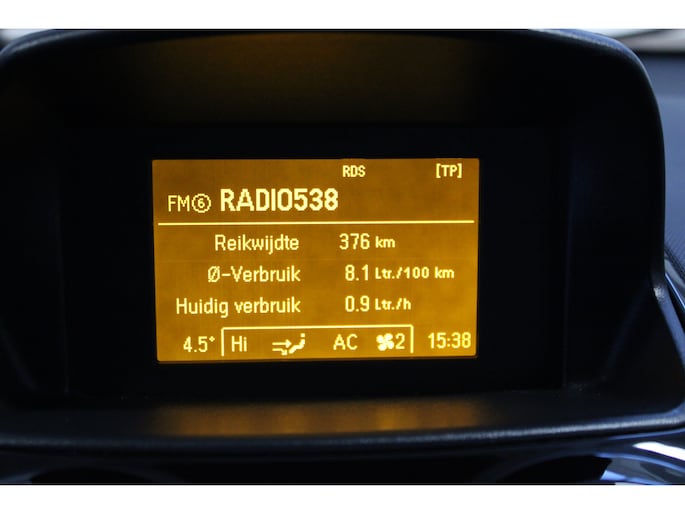 RDS [TP]
FM⑥ RADIO538
Reikwijdte 376 km
Ø-Verbruik 8.1 Ltr./100 km
Huidig verbruik 0.9 Ltr./h
4.5° Hi AC 2 15:38